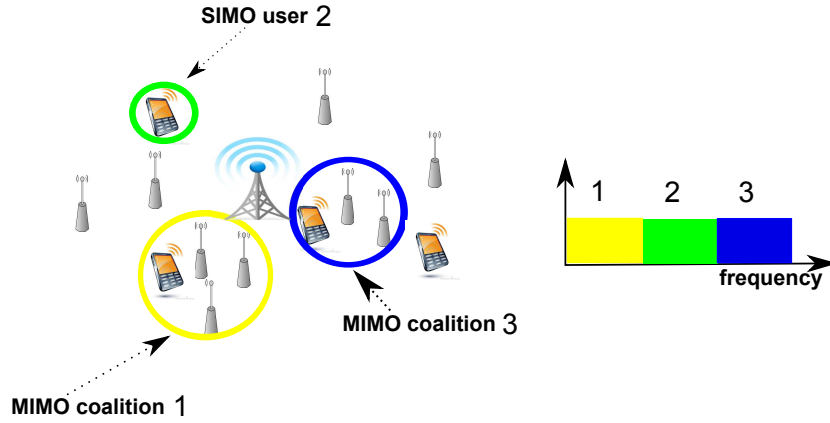 SIMO user 2
1 2 3
frequency
MIMO coalition 3
MIMO coalition 1